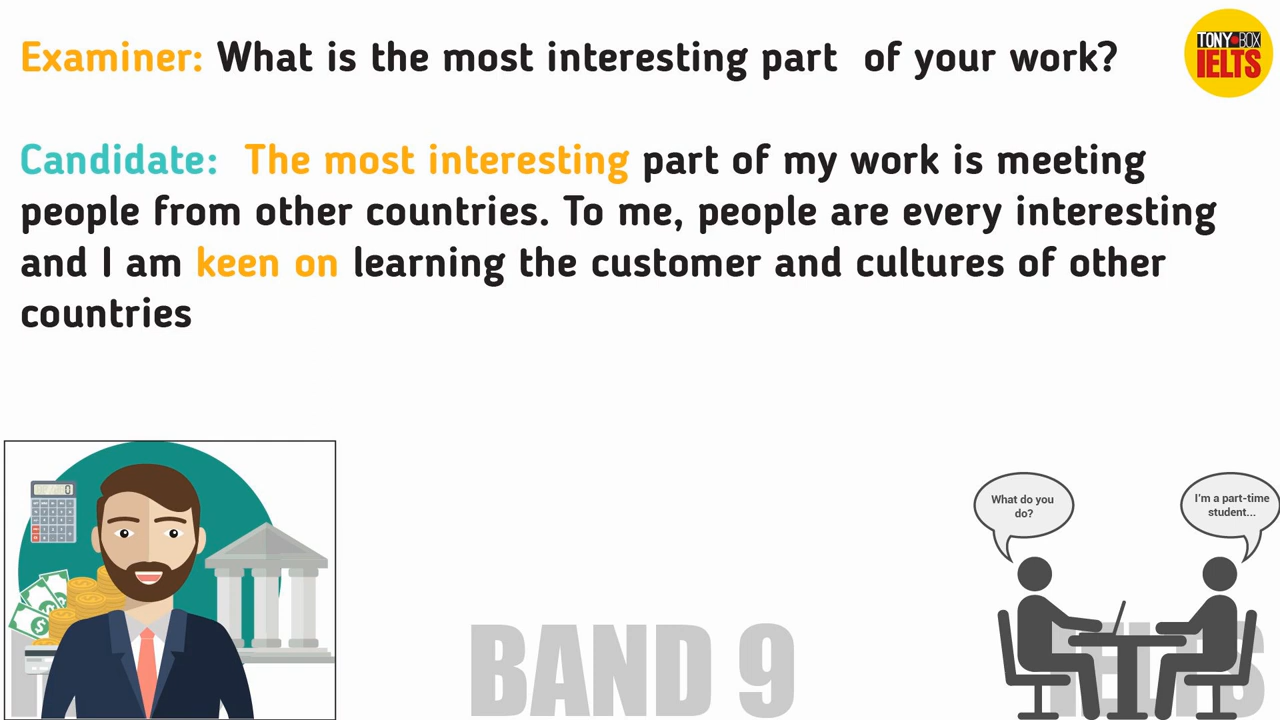 Examiner: What is the most interesting part of your work?
TONY BOX
IELTS
Candidate: The most interesting part of my work is meeting
people from other countries. To me, people are every interesting
and I am keen on learning the customer and cultures of other
countries
0
What do you
do?
I'm a part-time
student...
BAND 9
IELTS